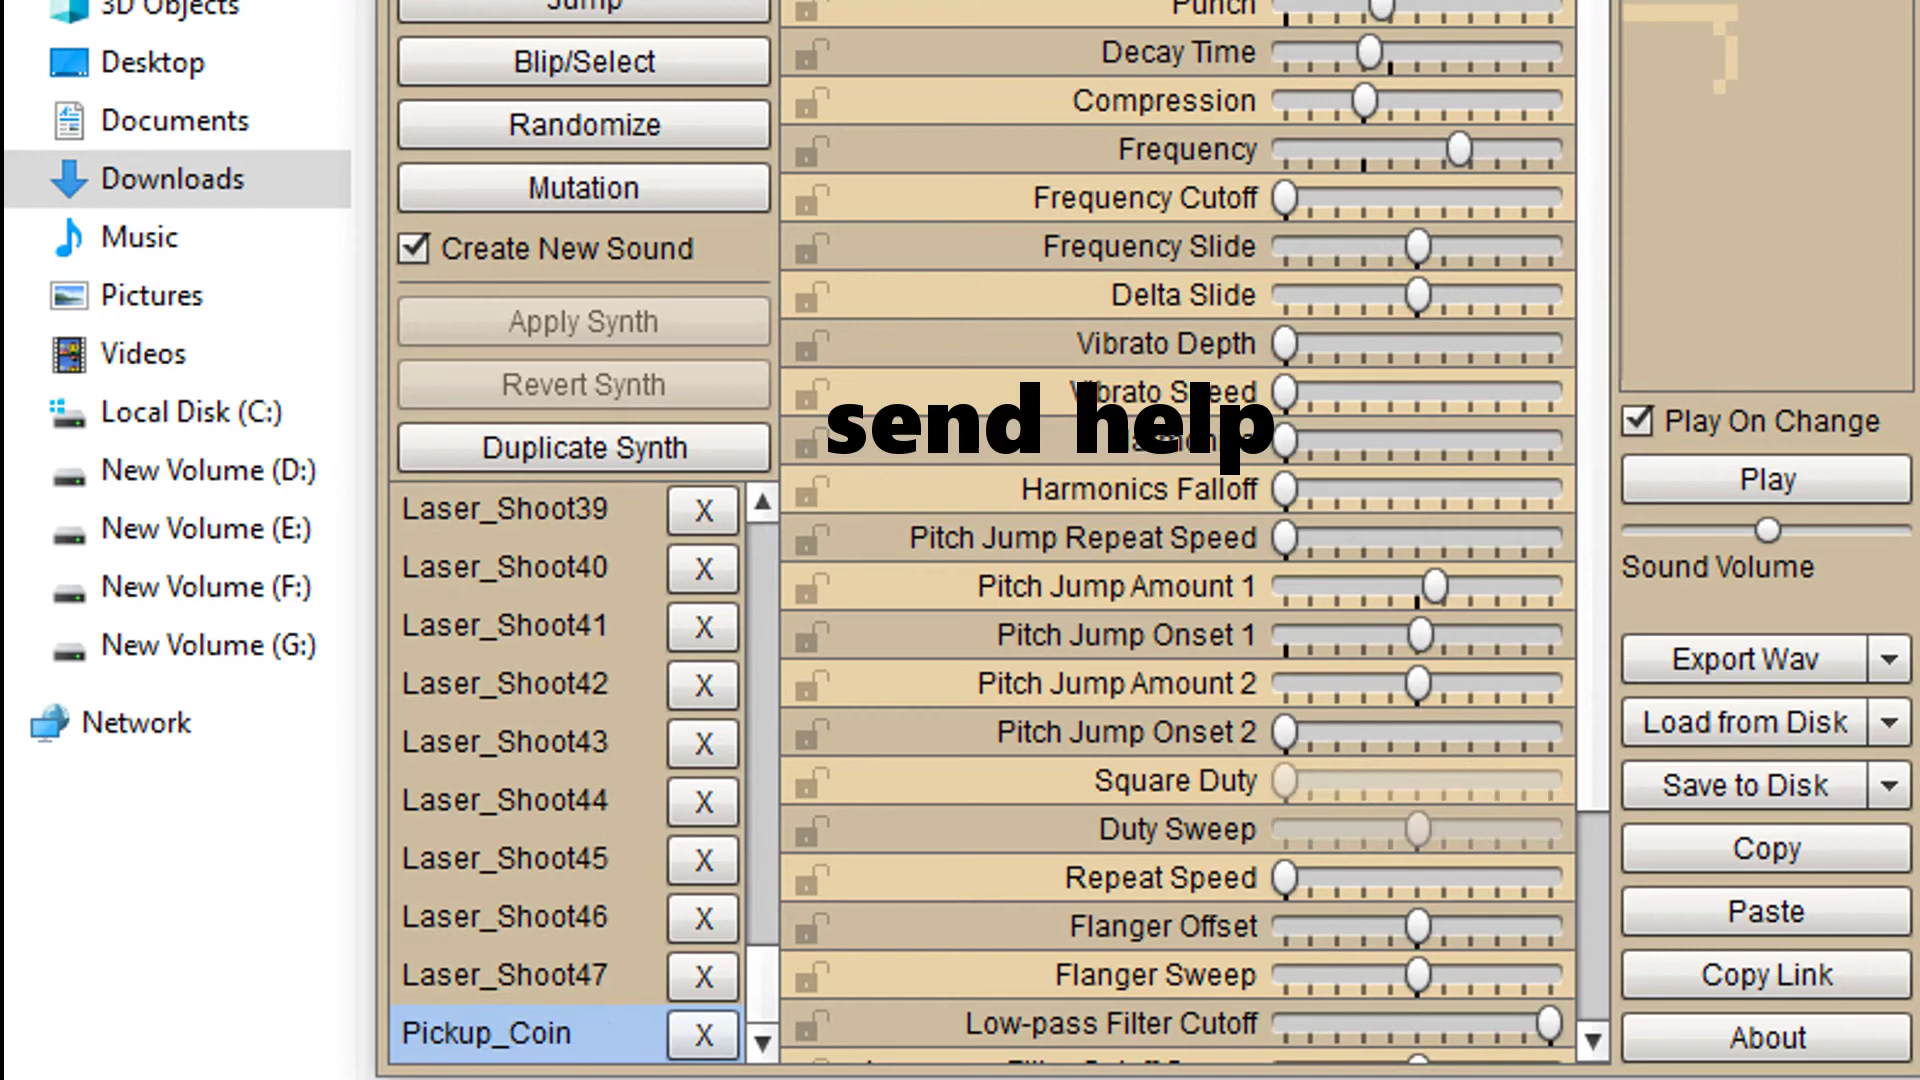 3D Objects
Desktop
Documents
Downloads
Music
Pictures
Videos
Local Disk (C:)
New Volume (D:)
New Volume (E:)
New Volume (F:)
New Volume (G:)
Network
Jump
Blip/Select
Randomize
Mutation
Create New Sound
Apply Synth
Revert Synth
Duplicate Synth
Laser_Shoot39 X
Laser_Shoot40 X
Laser_Shoot41 X
Laser_Shoot42 X
Laser_Shoot43 X
Laser_Shoot44 X
Laser_Shoot45 X
Laser_Shoot46 X
Laser_Shoot47 X
Pickup_Coin X
Punch
Decay Time
Compression
Frequency
Frequency Cutoff
Frequency Slide
Delta Slide
Vibrato Depth
Vibrato Speed
send help
Harmonics Falloff
Pitch Jump Repeat Speed
Pitch Jump Amount 1
Pitch Jump Onset 1
Pitch Jump Amount 2
Pitch Jump Onset 2
Square Duty
Duty Sweep
Repeat Speed
Flanger Offset
Flanger Sweep
Low-pass Filter Cutoff
Play On Change
Play
Sound Volume
Export Wav
Load from Disk
Save to Disk
Copy
Paste
Copy Link
About